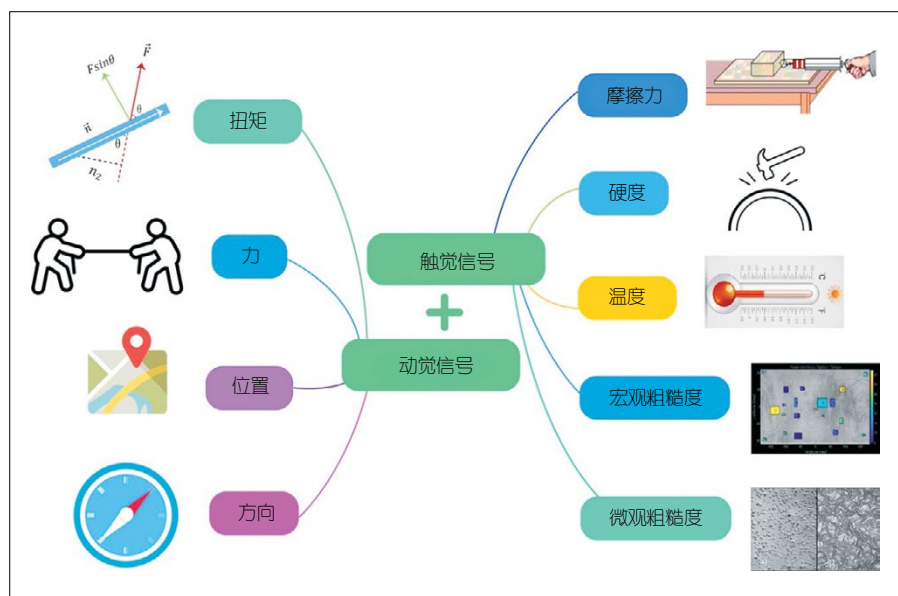 Fsinθ
F⃗
θ
n⃗
θ
n₂
扭矩
力
位置
方向
触觉信号
动觉信号
摩擦力
硬度
温度
宏观粗糙度
微观粗糙度
°C
°F